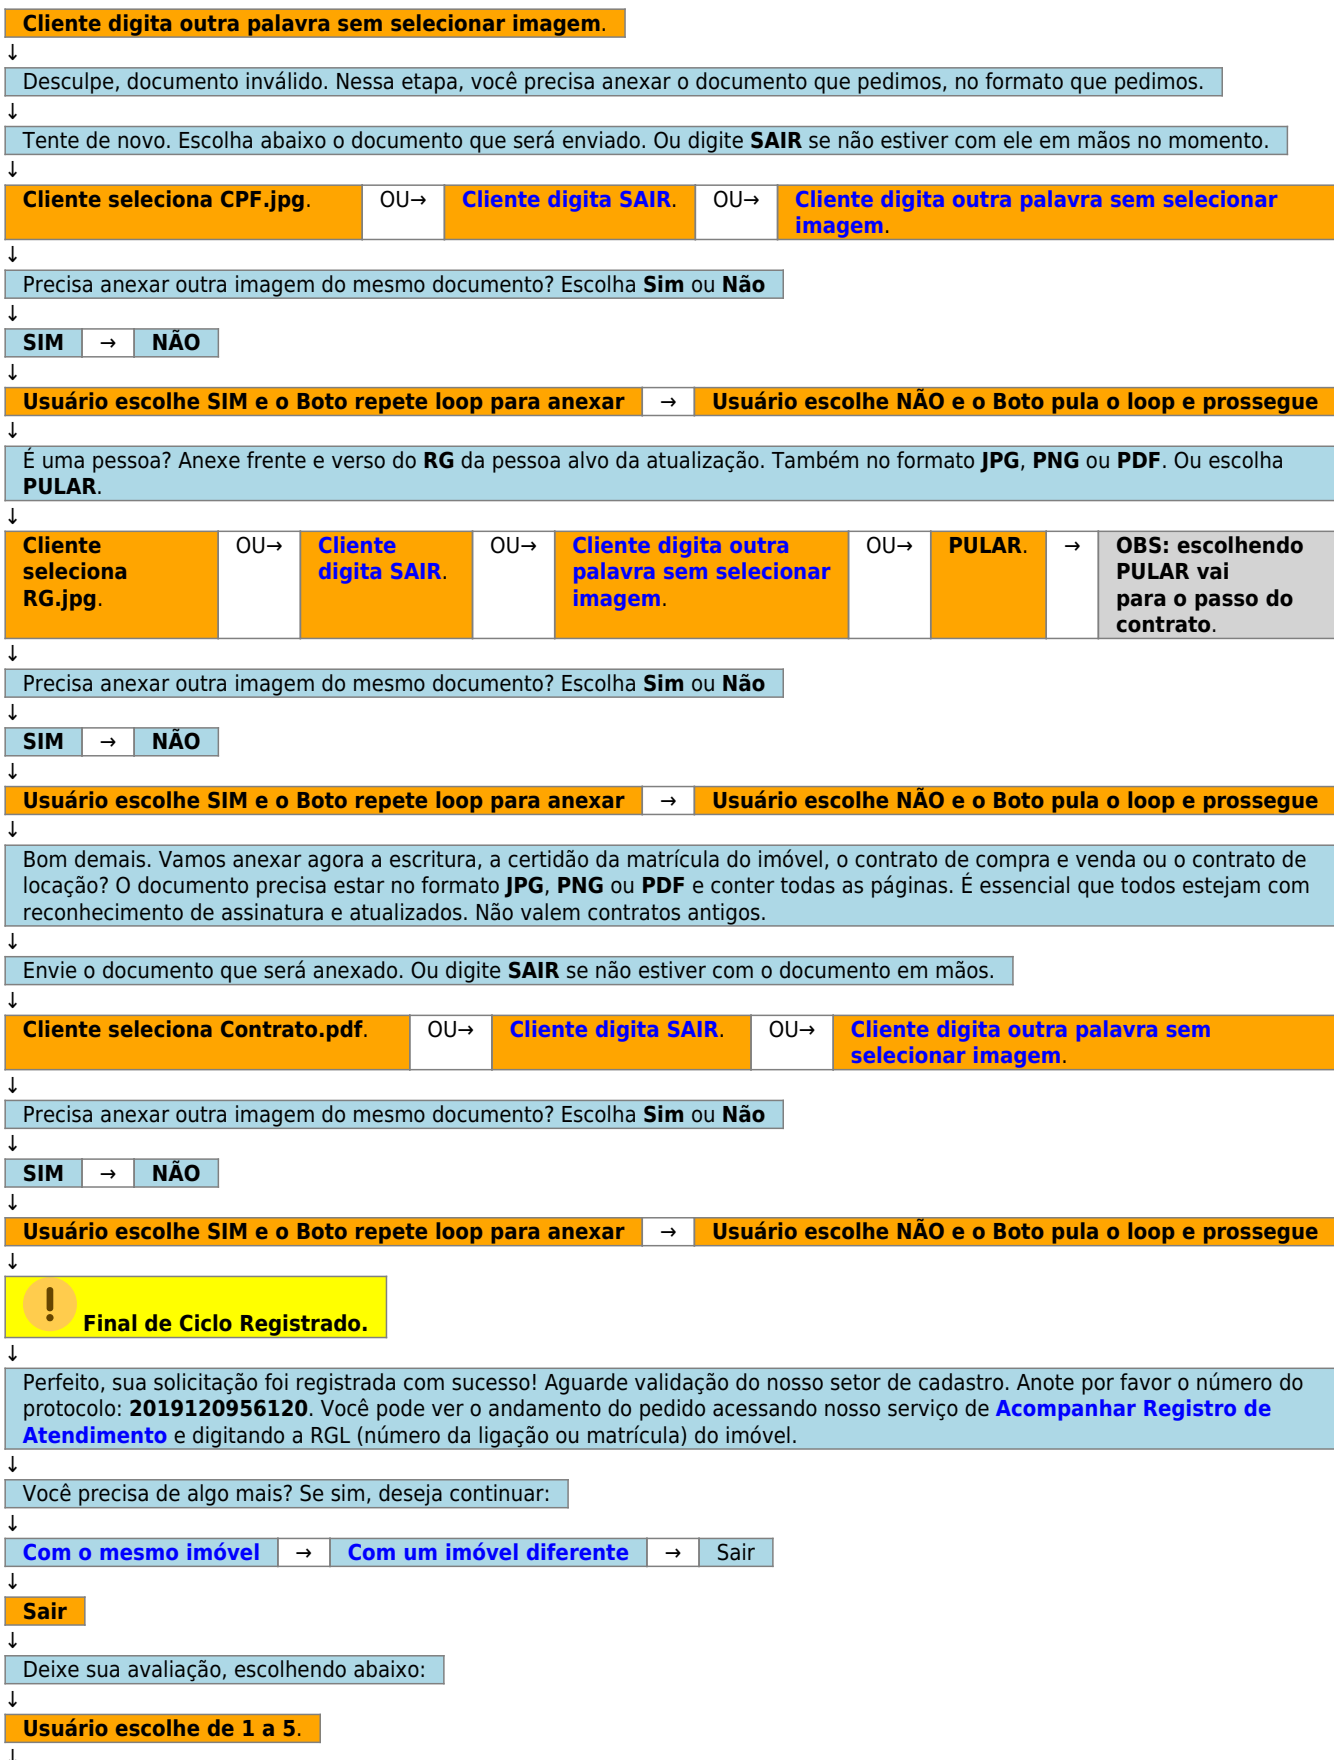 Cliente digita outra palavra sem selecionar imagem.
↓
Desculpe, documento inválido. Nessa etapa, você precisa anexar o documento que pedimos, no formato que pedimos.
↓
Tente de novo. Escolha abaixo o documento que será enviado. Ou digite SAIR se não estiver com ele em mãos no momento.
↓
Cliente seleciona CPF.jpg. OU→ Cliente digita SAIR. OU→ Cliente digita outra palavra sem selecionar
imagem.
↓
Precisa anexar outra imagem do mesmo documento? Escolha Sim ou Não
↓
SIM → NÃO
↓
Usuário escolhe SIM e o Boto repete loop para anexar → Usuário escolhe NÃO e o Boto pula o loop e prossegue
↓
É uma pessoa? Anexe frente e verso do RG da pessoa alvo da atualização. Também no formato JPG, PNG ou PDF. Ou escolha
PULAR.
↓
Cliente OU→ Cliente OU→ Cliente digita outra OU→ PULAR. → OBS: escolhendo
seleciona digita SAIR. palavra sem selecionar PULAR vai
RG.jpg. imagem. para o passo do
contrato.
↓
Precisa anexar outra imagem do mesmo documento? Escolha Sim ou Não
↓
SIM → NÃO
↓
Usuário escolhe SIM e o Boto repete loop para anexar → Usuário escolhe NÃO e o Boto pula o loop e prossegue
↓
Bom demais. Vamos anexar agora a escritura, a certidão da matrícula do imóvel, o contrato de compra e venda ou o contrato de
locação? O documento precisa estar no formato JPG, PNG ou PDF e conter todas as páginas. É essencial que todos estejam com
reconhecimento de assinatura e atualizados. Não valem contratos antigos.
↓
Envie o documento que será anexado. Ou digite SAIR se não estiver com o documento em mãos.
↓
Cliente seleciona Contrato.pdf. OU→ Cliente digita SAIR. OU→ Cliente digita outra palavra sem
selecionar imagem.
↓
Precisa anexar outra imagem do mesmo documento? Escolha Sim ou Não
↓
SIM → NÃO
↓
Usuário escolhe SIM e o Boto repete loop para anexar → Usuário escolhe NÃO e o Boto pula o loop e prossegue
↓
Final de Ciclo Registrado.
↓
Perfeito, sua solicitação foi registrada com sucesso! Aguarde validação do nosso setor de cadastro. Anote por favor o número do
protocolo: 2019120956120. Você pode ver o andamento do pedido acessando nosso serviço de Acompanhar Registro de
Atendimento e digitando a RGL (número da ligação ou matrícula) do imóvel.
↓
Você precisa de algo mais? Se sim, deseja continuar:
↓
Com o mesmo imóvel → Com um imóvel diferente → Sair
↓
Sair
↓
Deixe sua avaliação, escolhendo abaixo:
↓
Usuário escolhe de 1 a 5.
↓